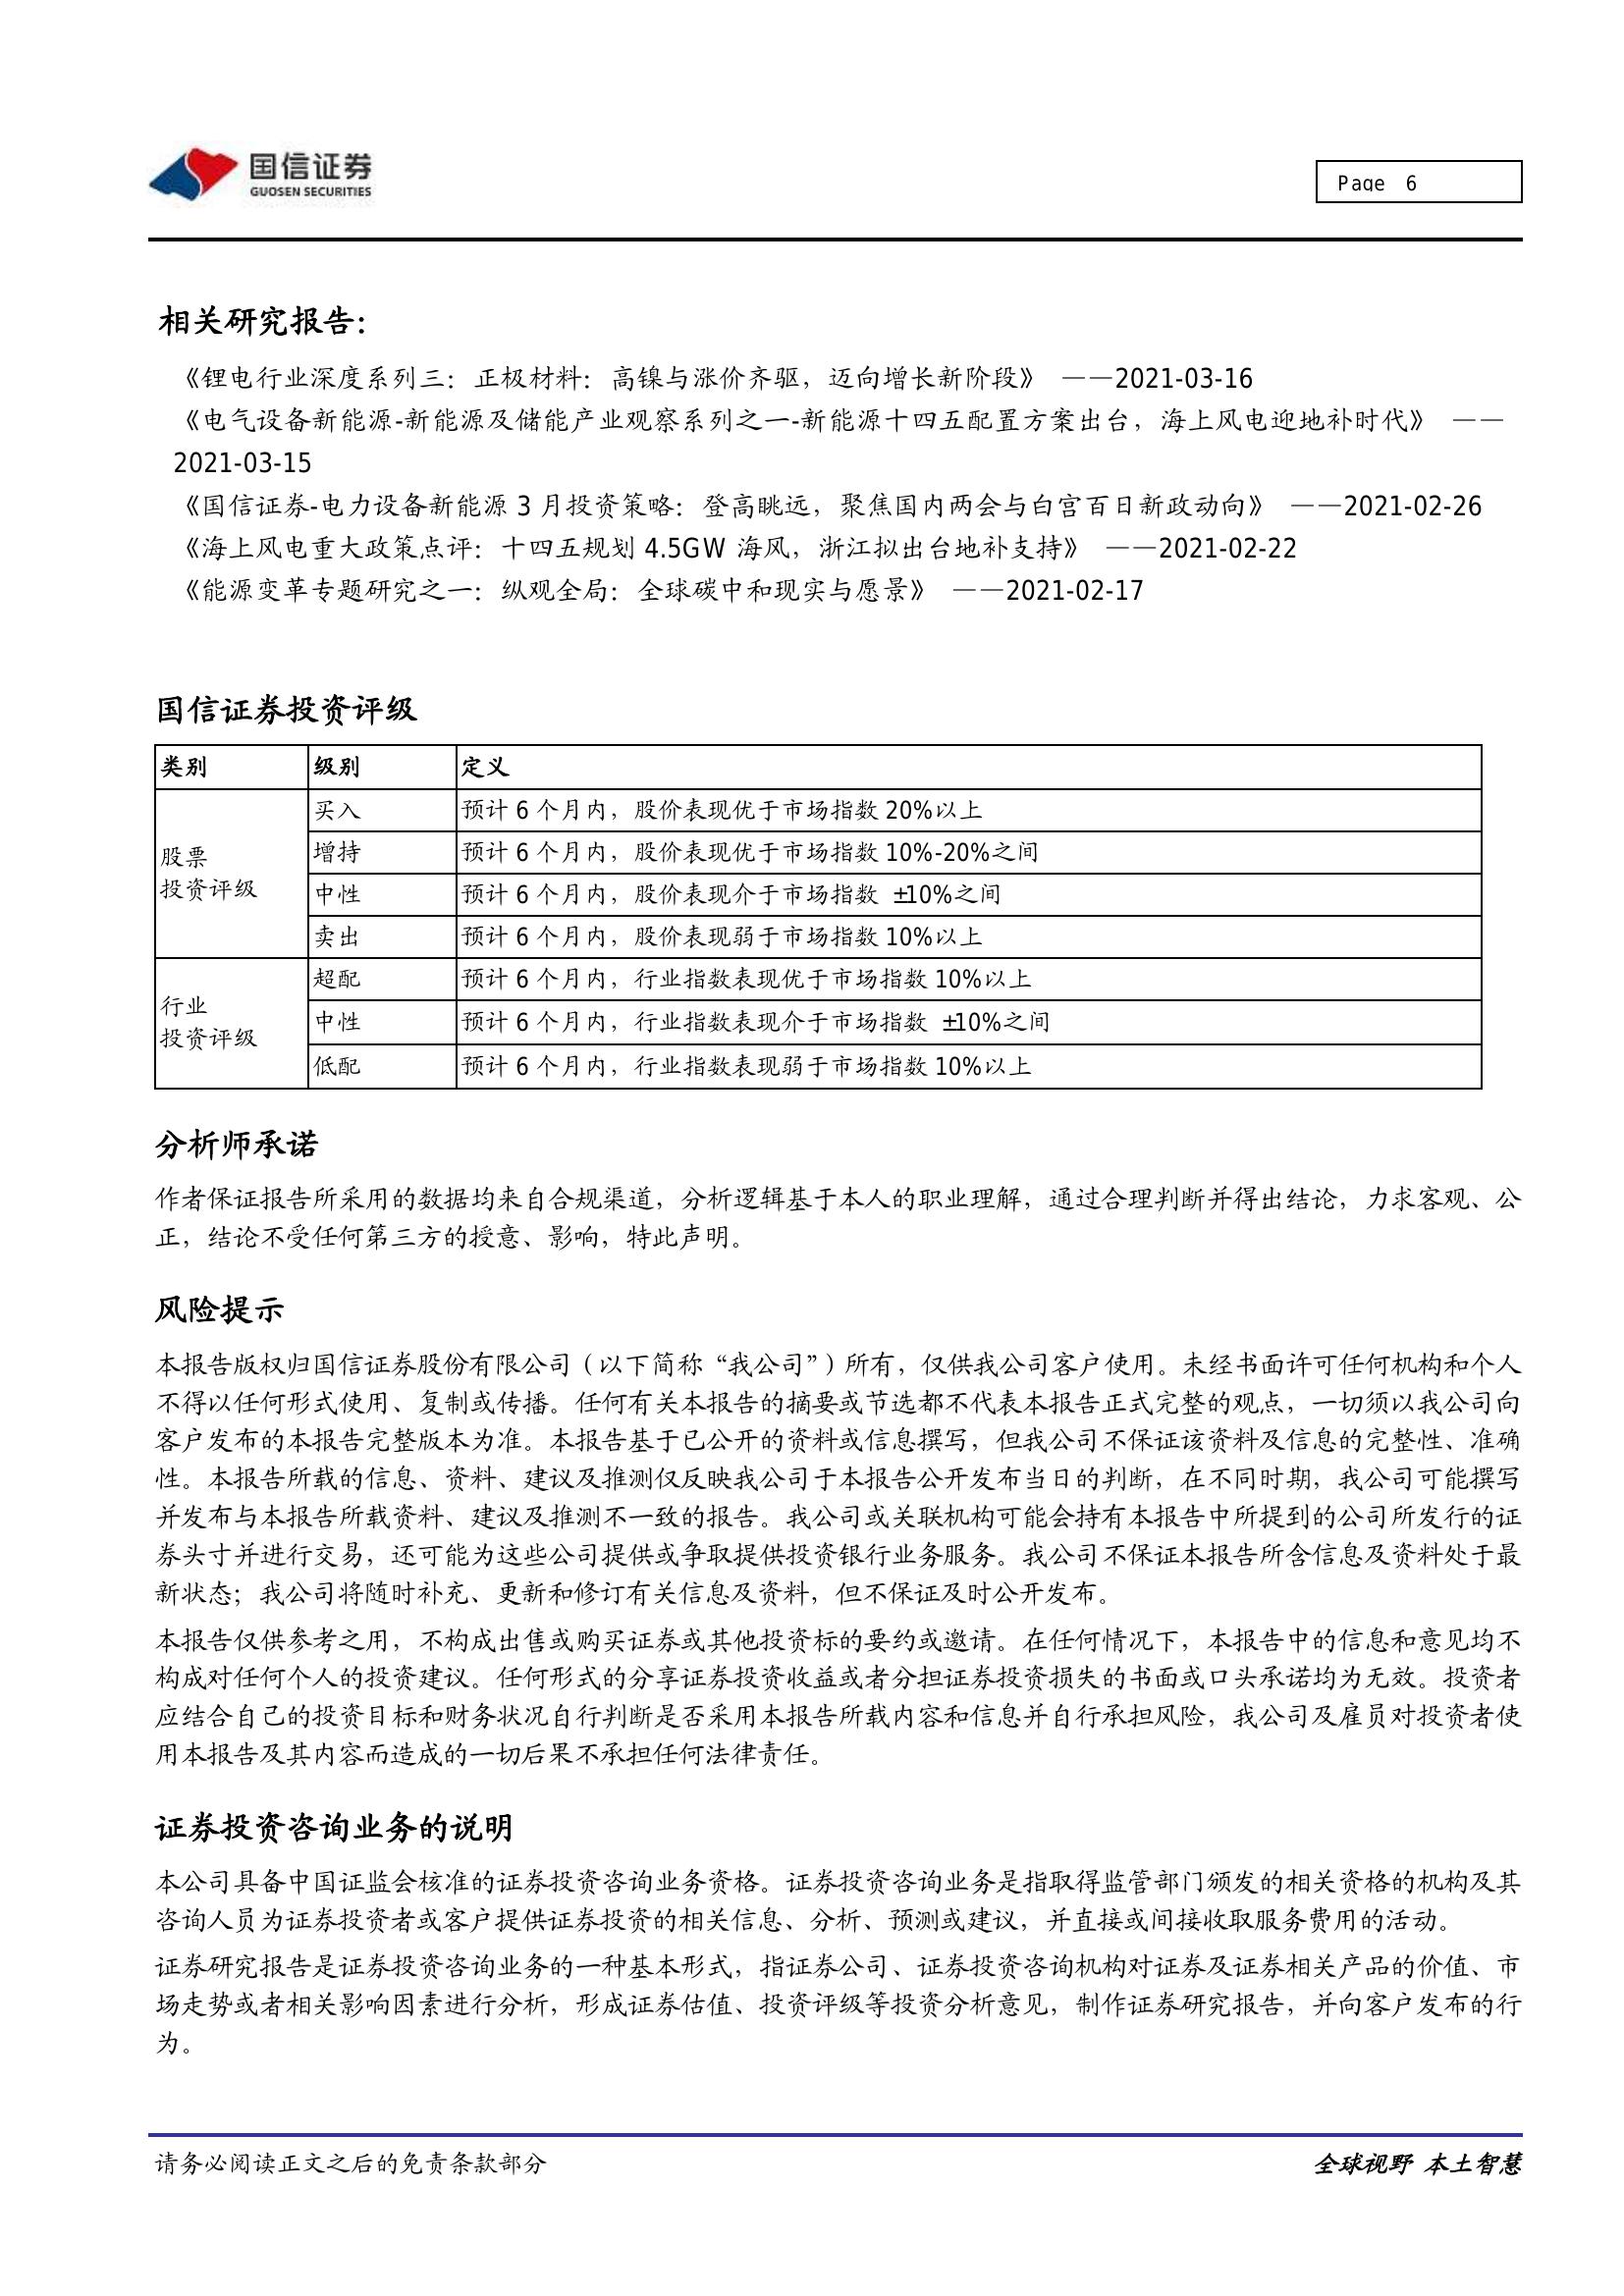 国信证券
GUOSEN SECURITIES
Page 6
相关研究报告：
《锂电行业深度系列三：正极材料：高镍与涨价齐驱，迈向增长新阶段》 ——2021-03-16
《电气设备新能源-新能源及储能产业观察系列之一-新能源十四五配置方案出台，海上风电迎地补时代》 ——
2021-03-15
《国信证券-电力设备新能源 3 月投资策略：登高眺远，聚焦国内两会与白宫百日新政动向》 ——2021-02-26
《海上风电重大政策点评：十四五规划 4.5GW 海风，浙江拟出台地补支持》 ——2021-02-22
《能源变革专题研究之一：纵观全局：全球碳中和现实与愿景》 ——2021-02-17
国信证券投资评级
类别 级别 定义
股票
投资评级
买入 预计 6 个月内，股价表现优于市场指数 20%以上
增持 预计 6 个月内，股价表现优于市场指数 10%-20%之间
中性 预计 6 个月内，股价表现介于市场指数 ±10%之间
卖出 预计 6 个月内，股价表现弱于市场指数 10%以上
行业
投资评级
超配 预计 6 个月内，行业指数表现优于市场指数 10%以上
中性 预计 6 个月内，行业指数表现介于市场指数 ±10%之间
低配 预计 6 个月内，行业指数表现弱于市场指数 10%以上
分析师承诺
作者保证报告所采用的数据均来自合规渠道，分析逻辑基于本人的职业理解，通过合理判断并得出结论，力求客观、公
正，结论不受任何第三方的授意、影响，特此声明。
风险提示
本报告版权归国信证券股份有限公司（以下简称“我公司”）所有，仅供我公司客户使用。未经书面许可任何机构和个人
不得以任何形式使用、复制或传播。任何有关本报告的摘要或节选都不代表本报告正式完整的观点，一切须以我公司向
客户发布的本报告完整版本为准。本报告基于已公开的资料或信息撰写，但我公司不保证该资料及信息的完整性、准确
性。本报告所载的信息、资料、建议及推测仅反映我公司于本报告公开发布当日的判断，在不同时期，我公司可能撰写
并发布与本报告所载资料、建议及推测不一致的报告。我公司或关联机构可能会持有本报告中所提到的公司所发行的证
券头寸并进行交易，还可能为这些公司提供或争取提供投资银行业务服务。我公司不保证本报告所含信息及资料处于最
新状态；我公司将随时补充、更新和修订有关信息及资料，但不保证及时公开发布。
本报告仅供参考之用，不构成出售或购买证券或其他投资标的要约或邀请。在任何情况下，本报告中的信息和意见均不
构成对任何个人的投资建议。任何形式的分享证券投资收益或者分担证券投资损失的书面或口头承诺均为无效。投资者
应结合自己的投资目标和财务状况自行判断是否采用本报告所载内容和信息并自行承担风险，我公司及雇员对投资者使
用本报告及其内容而造成的一切后果不承担任何法律责任。
证券投资咨询业务的说明
本公司具备中国证监会核准的证券投资咨询业务资格。证券投资咨询业务是指取得监管部门颁发的相关资格的机构及其
咨询人员为证券投资者或客户提供证券投资的相关信息、分析、预测或建议，并直接或间接收取服务费用的活动。
证券研究报告是证券投资咨询业务的一种基本形式，指证券公司、证券投资咨询机构对证券及证券相关产品的价值、市
场走势或者相关影响因素进行分析，形成证券估值、投资评级等投资分析意见，制作证券研究报告，并向客户发布的行
为。
请务必阅读正文之后的免责条款部分
全球视野 本土智慧